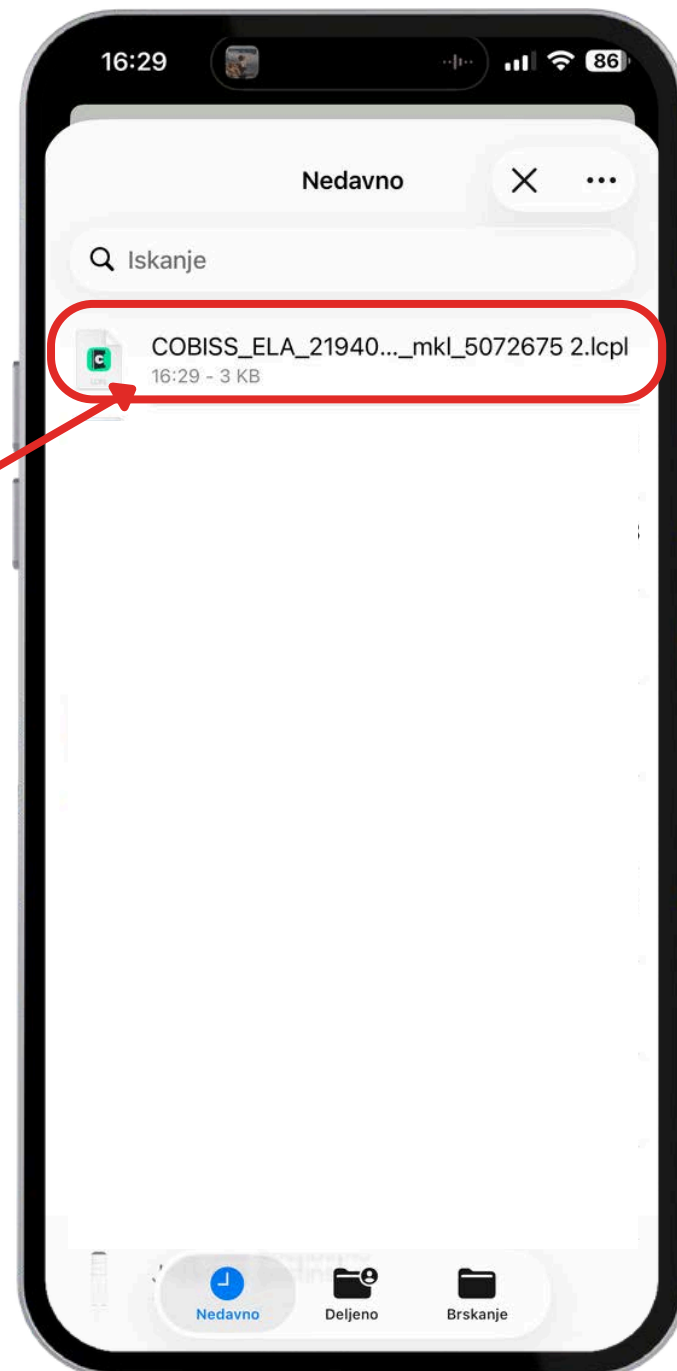 16:29
86
Nedavno
Iskanje
COBISS_ELA_21940..._mkl_5072675 2.lcpl
16:29 - 3 KB
Nedavno
Deljeno
Brskanje